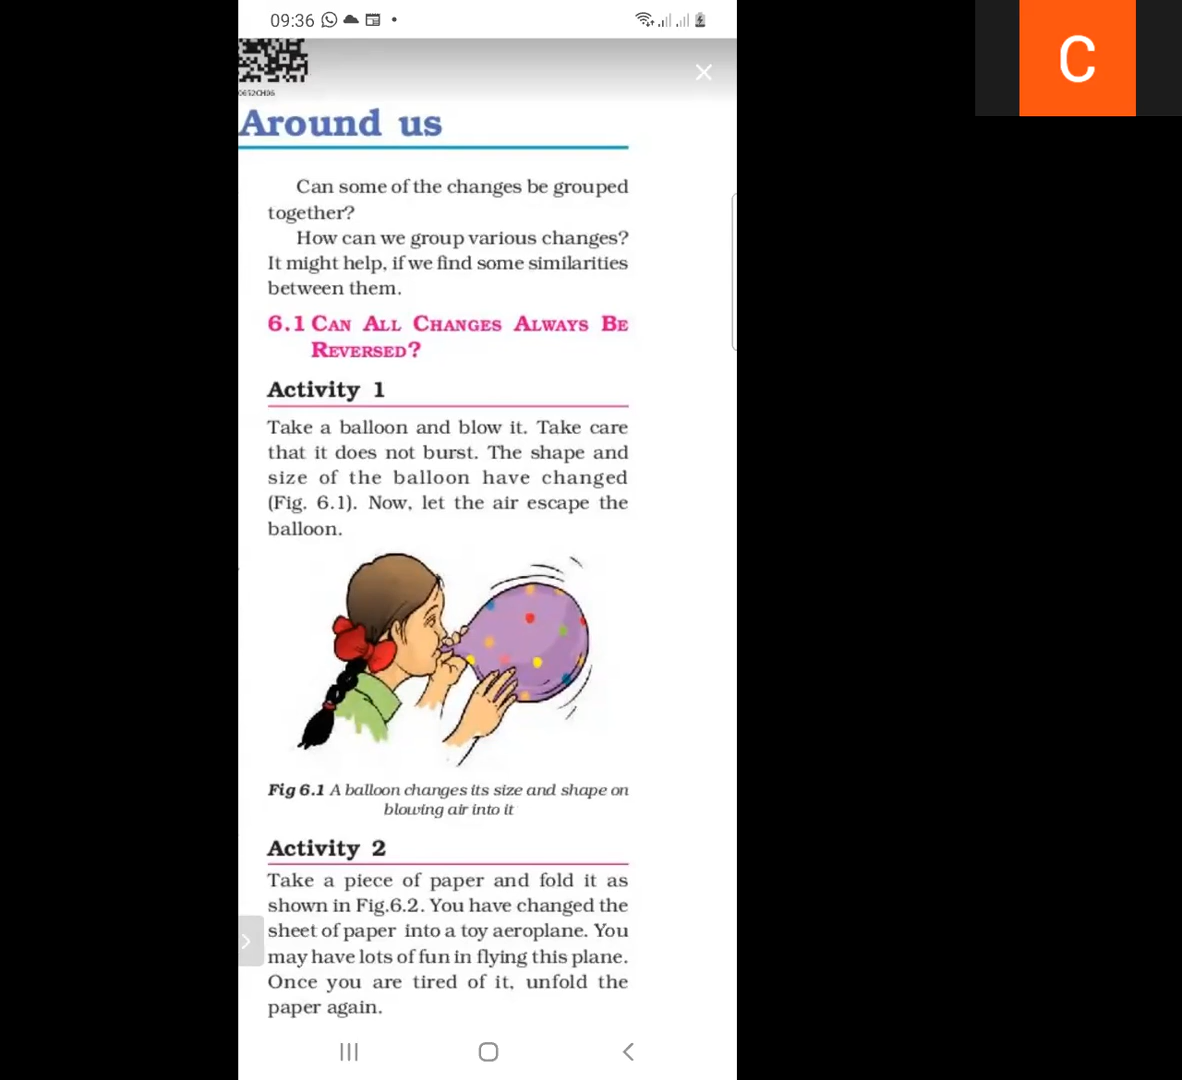 09:36
C
0652CH06
Around us
Can some of the changes be grouped
together?
How can we group various changes?
It might help, if we find some similarities
between them.
6.1 CAN ALL CHANGES ALWAYS BE
REVERSED?
Activity 1
Take a balloon and blow it. Take care
that it does not burst. The shape and
size of the balloon have changed
(Fig. 6.1). Now, let the air escape the
balloon.
Fig 6.1 A balloon changes its size and shape on
blowing air into it
Activity 2
Take a piece of paper and fold it as
shown in Fig.6.2. You have changed the
sheet of paper into a toy aeroplane. You
may have lots of fun in flying this plane.
Once you are tired of it, unfold the
paper again.